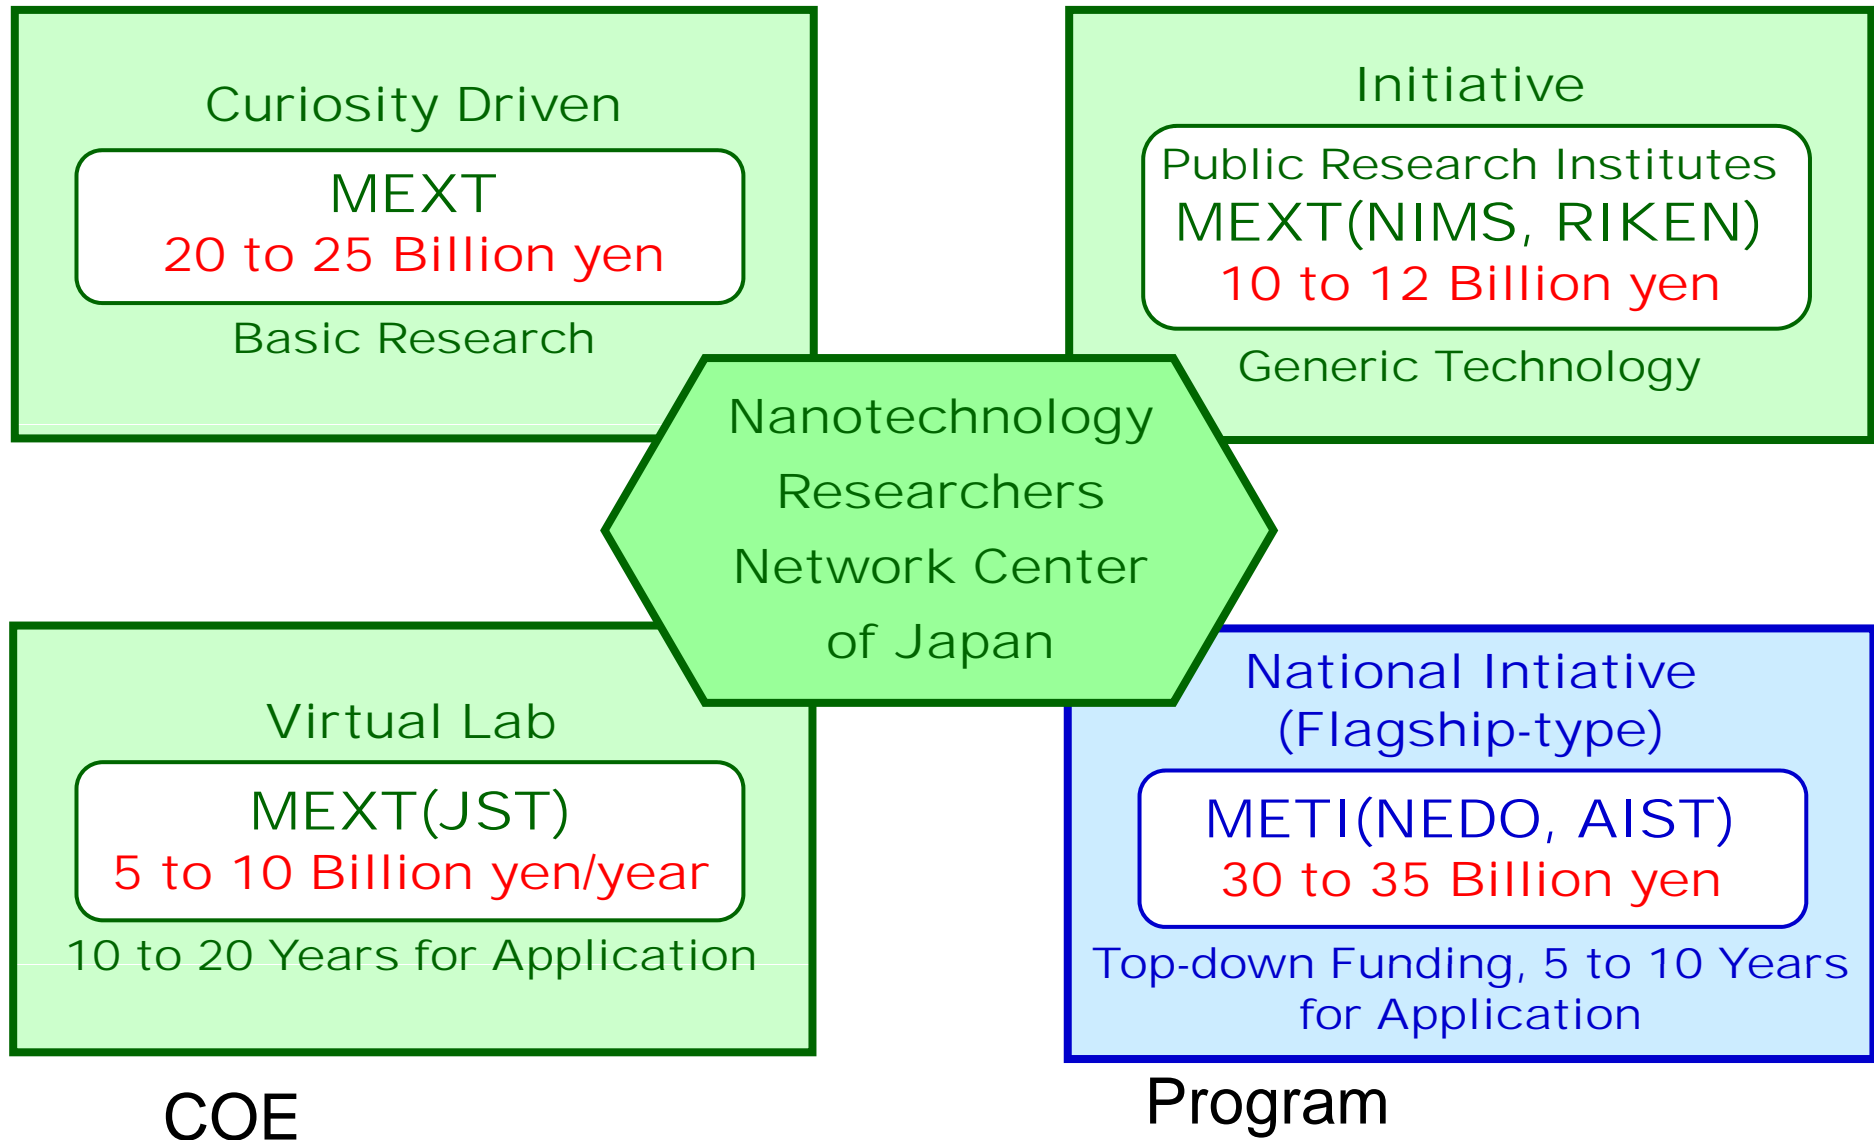 Curiosity Driven
MEXT
20 to 25 Billion yen
Basic Research
Initiative
Public Research Institutes
MEXT(NIMS, RIKEN)
10 to 12 Billion yen
Generic Technology
Nanotechnology
Researchers
Network Center
of Japan
Virtual Lab
MEXT(JST)
5 to 10 Billion yen/year
10 to 20 Years for Application
National Intiative
(Flagship-type)
METI(NEDO, AIST)
30 to 35 Billion yen
Top-down Funding, 5 to 10 Years
for Application
COE
Program